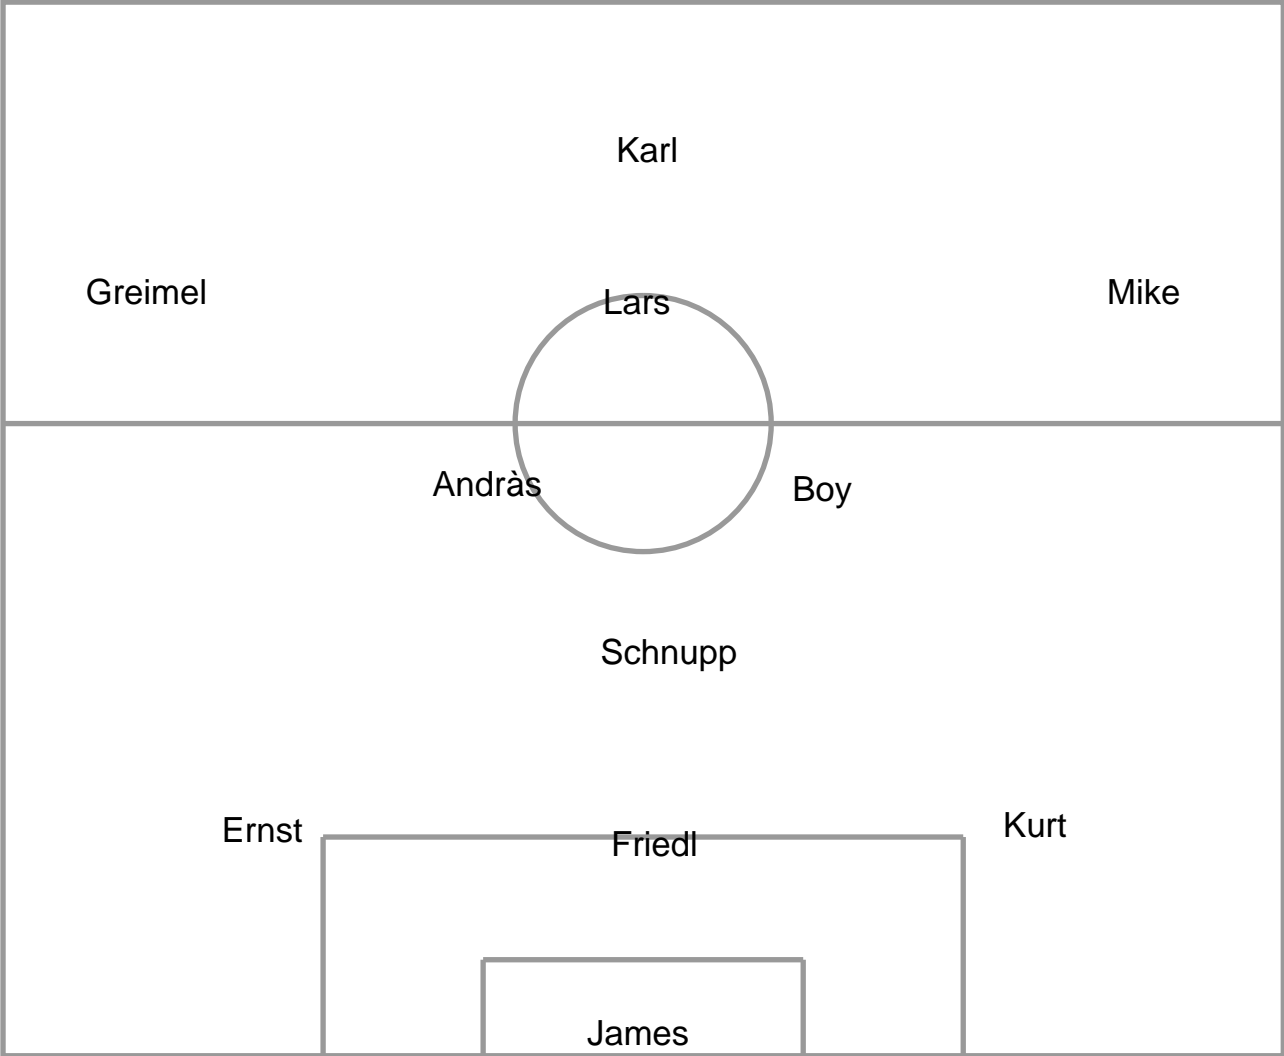 Karl
Greimel
Lars
Mike
Andràs
Boy
Schnupp
Ernst
Friedl
Kurt
James